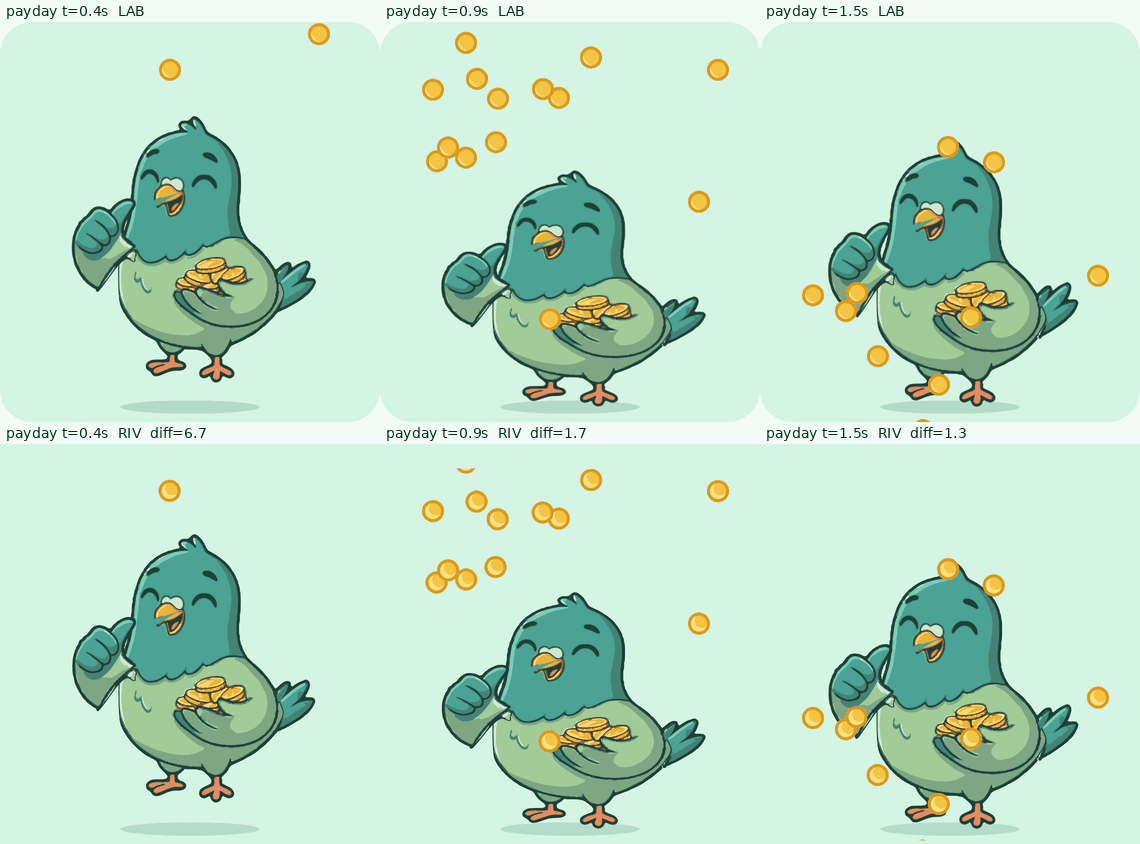 payday t=0.4s  LAB
payday t=0.9s  LAB
payday t=1.5s  LAB
payday t=0.4s  RIV  diff=6.7
payday t=0.9s  RIV  diff=1.7
payday t=1.5s  RIV  diff=1.3